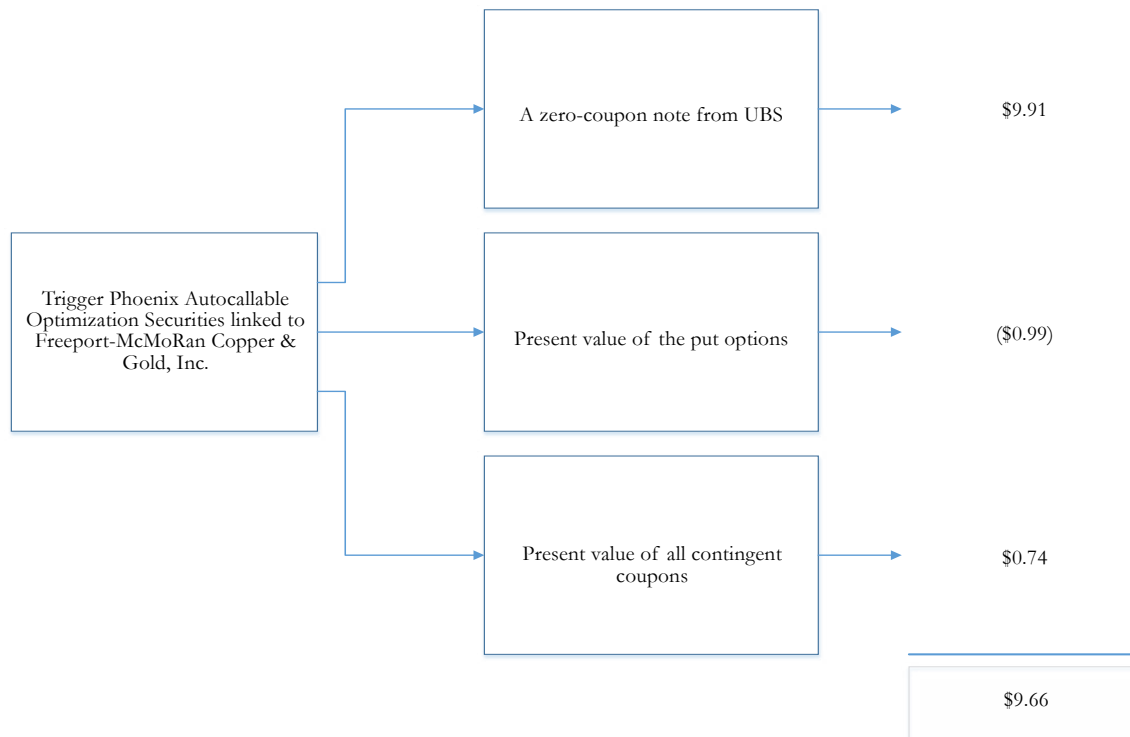 A zero-coupon note from UBS
$9.91
Trigger Phoenix Autocallable
Optimization Securities linked to
Freeport-McMoRan Copper &
Gold, Inc.
Present value of the put options
($0.99)
Present value of all contingent
coupons
$0.74
$9.66